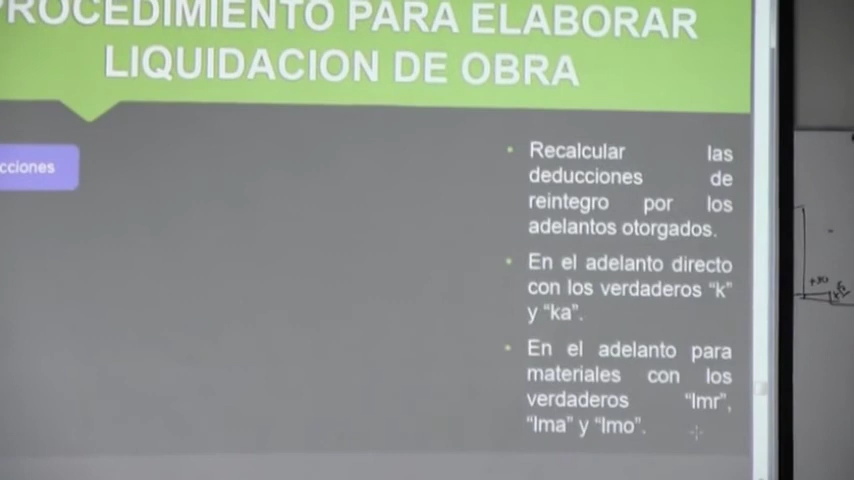 PROCEDIMIENTO PARA ELABORAR
LIQUIDACION DE OBRA
cciones
• Recalcular las
deducciones de
reintegro por los
adelantos otorgados.
• En el adelanto directo
con los verdaderos “k”
y “ka”.
• En el adelanto para
materiales con los
verdaderos “Imr”,
“Ima” y “Imo”.